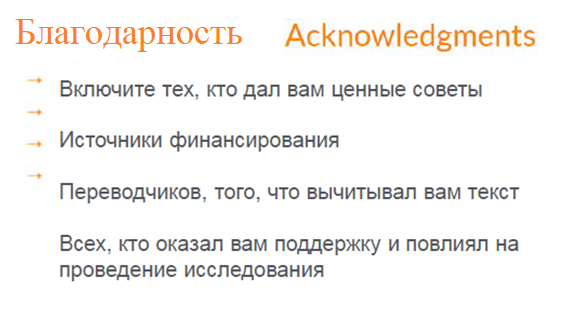 Благодарность Acknowledgments
Включите тех, кто дал вам ценные советы
Источники финансирования
Переводчиков, того, что вычитывал вам текст
Всех, кто оказал вам поддержку и повлиял на
проведение исследования